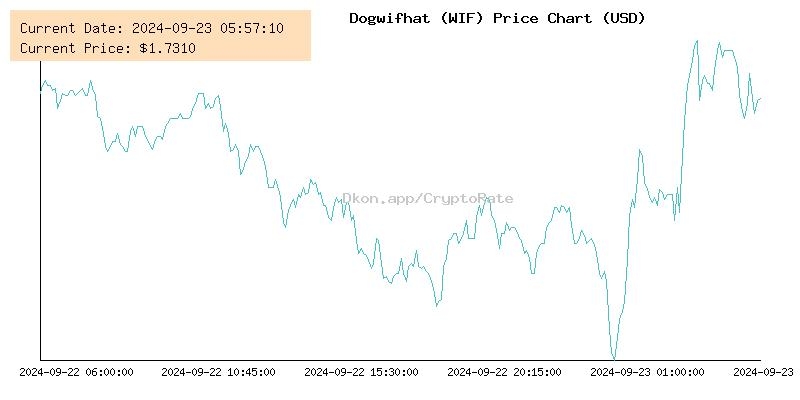 Dogwifhat (WIF) Price Chart (USD)
Current Date: 2024-09-23 05:57:10
Current Price: $1.7310
Dkon.app/CryptoRate
2024-09-22 06:00:00 2024-09-22 10:45:00 2024-09-22 15:30:00 2024-09-22 20:15:00 2024-09-23 01:00:00 2024-09-23